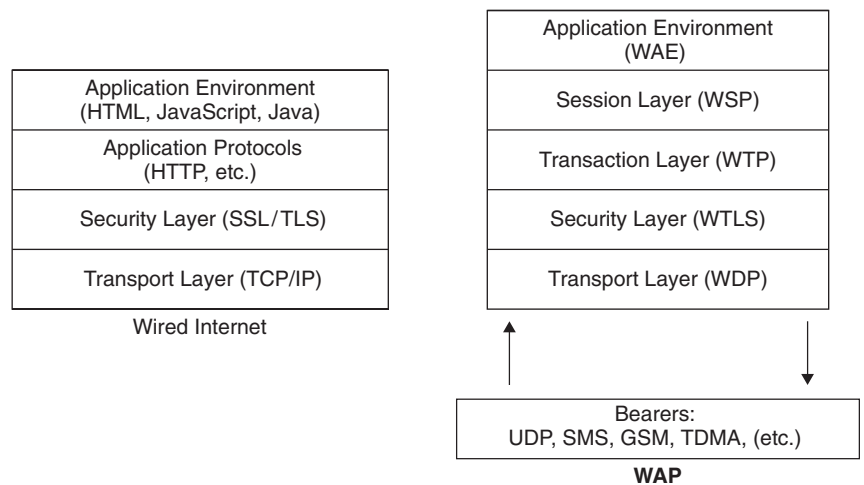 Application Environment
(HTML, JavaScript, Java)
Application Protocols
(HTTP, etc.)
Security Layer (SSL/TLS)
Transport Layer (TCP/IP)
Wired Internet
Application Environment
(WAE)
Session Layer (WSP)
Transaction Layer (WTP)
Security Layer (WTLS)
Transport Layer (WDP)
Bearers:
UDP, SMS, GSM, TDMA, (etc.)
WAP